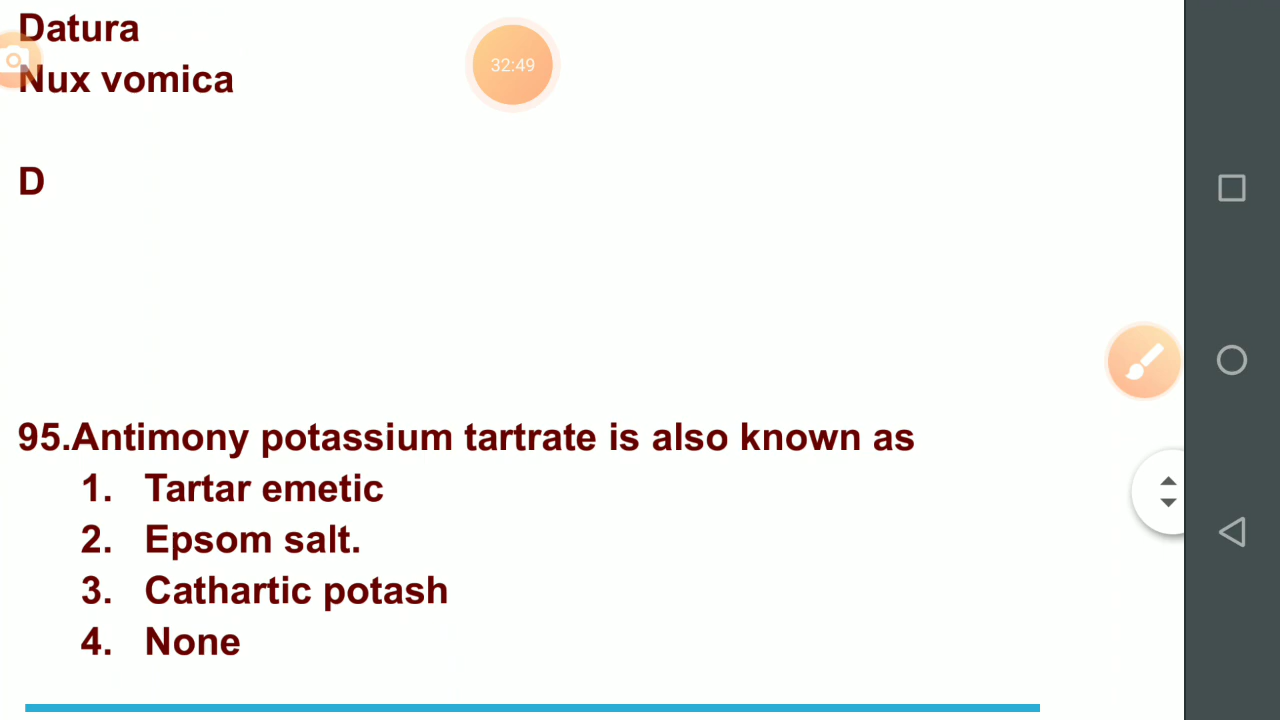 Datura
32:49
Nux vomica
D
95.Antimony potassium tartrate is also known as
1. Tartar emetic
2. Epsom salt.
3. Cathartic potash
4. None